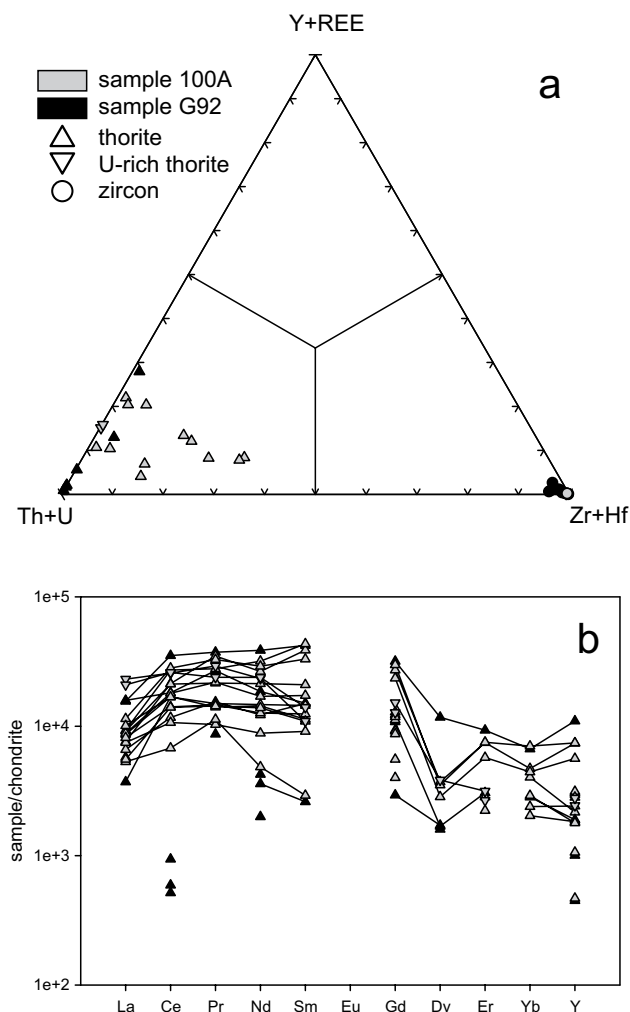 Y+REE
a
sample 100A
sample G92
thorite
U-rich thorite
zircon
Th+U
Zr+Hf
b
1e+5
1e+4
1e+3
1e+2
sample/chondrite
La Ce Pr Nd Sm Eu Gd Dy Er Yb Y